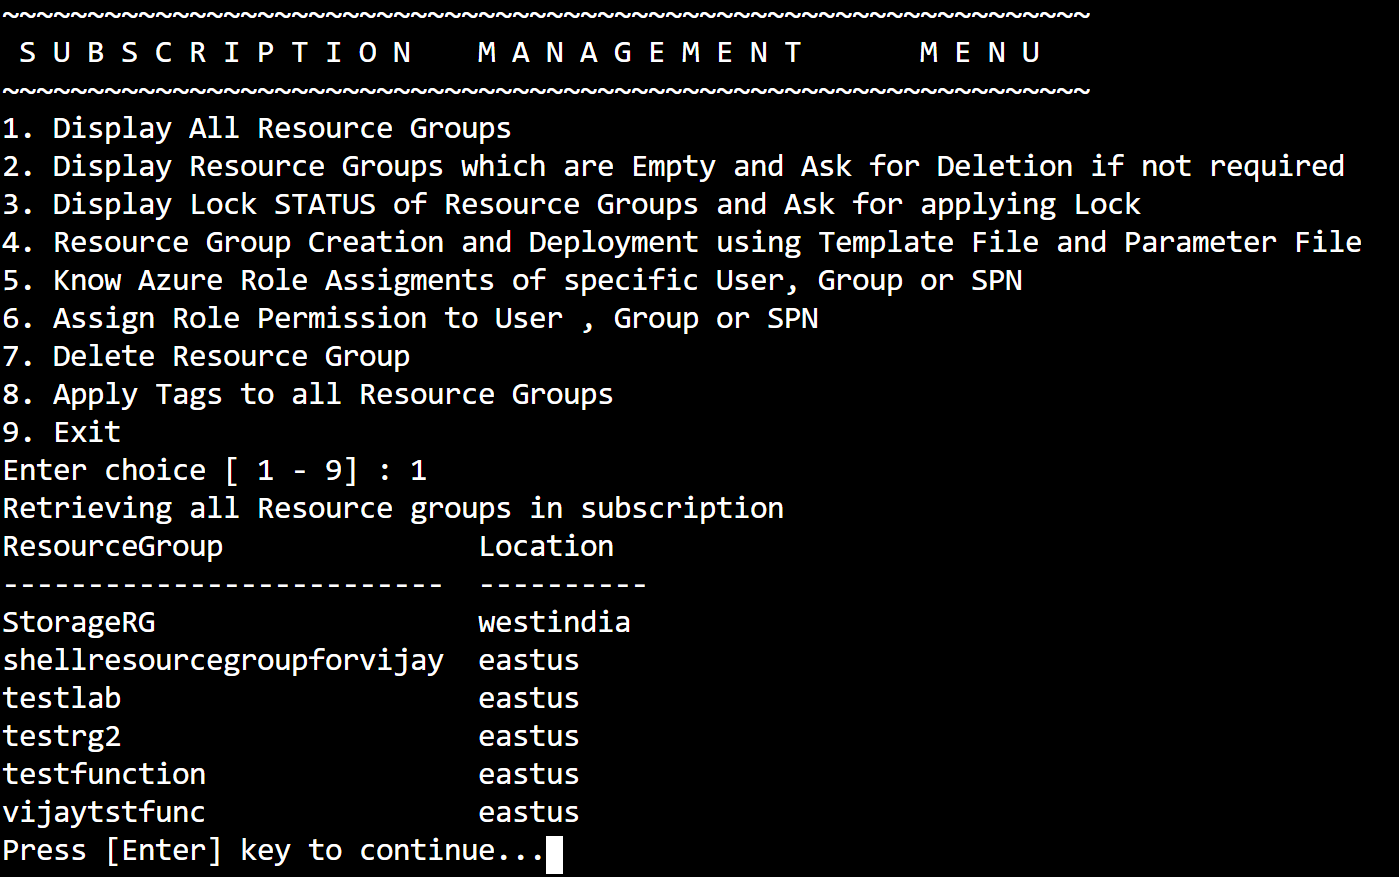 ~~~~~~~~~~~~~~~~~~~~~~~~~~~~~~~~~~~~~~~~~~~~~~~~~~~~~~~~~~~~~~~~
 S U B S C R I P T I O N   M A N A G E M E N T       M E N U
~~~~~~~~~~~~~~~~~~~~~~~~~~~~~~~~~~~~~~~~~~~~~~~~~~~~~~~~~~~~~~~~
1. Display All Resource Groups
2. Display Resource Groups which are Empty and Ask for Deletion if not required
3. Display Lock STATUS of Resource Groups and Ask for applying Lock
4. Resource Group Creation and Deployment using Template File and Parameter File
5. Know Azure Role Assigments of specific User, Group or SPN
6. Assign Role Permission to User , Group or SPN
7. Delete Resource Group
8. Apply Tags to all Resource Groups
9. Exit
Enter choice [ 1 - 9] : 1
Retrieving all Resource groups in subscription
ResourceGroup               Location
--------------------------  ----------
StorageRG                   westindia
shellresourcegroupforvijay  eastus
testlab                     eastus
testrg2                     eastus
testfunction                eastus
vijaytstfunc                eastus
Press [Enter] key to continue...